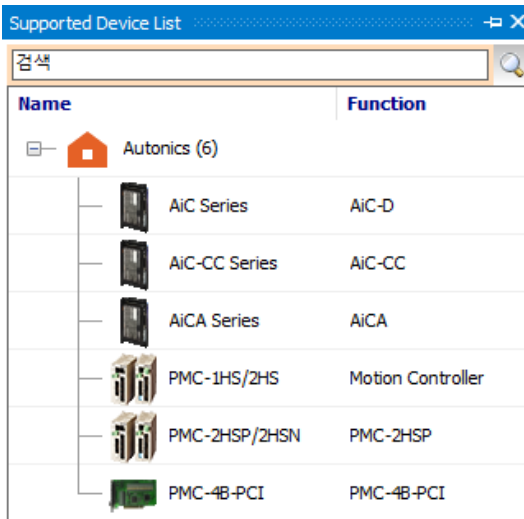 Supported Device List
검색
Name Function
Autonics (6)
AiC Series AiC-D
AiC-CC Series AiC-CC
AiCA Series AiCA
PMC-1HS/2HS Motion Controller
PMC-2HSP/2HSN PMC-2HSP
PMC-4B-PCI PMC-4B-PCI